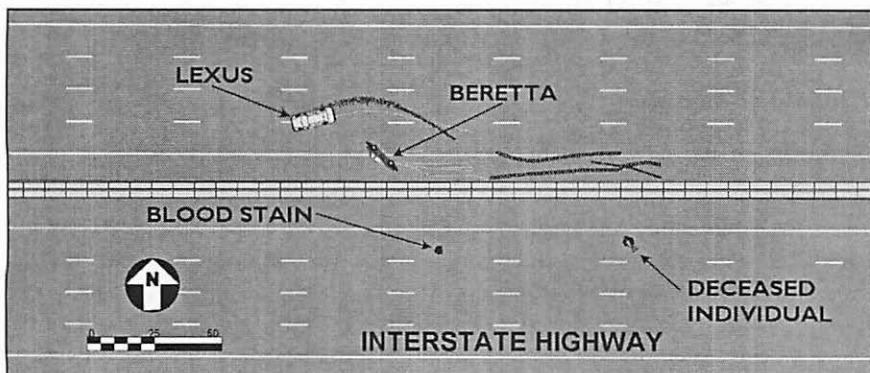 LEXUS
BERETTA
BLOOD STAIN
DECEASED
INDIVIDUAL
N
0 25 50
INTERSTATE HIGHWAY